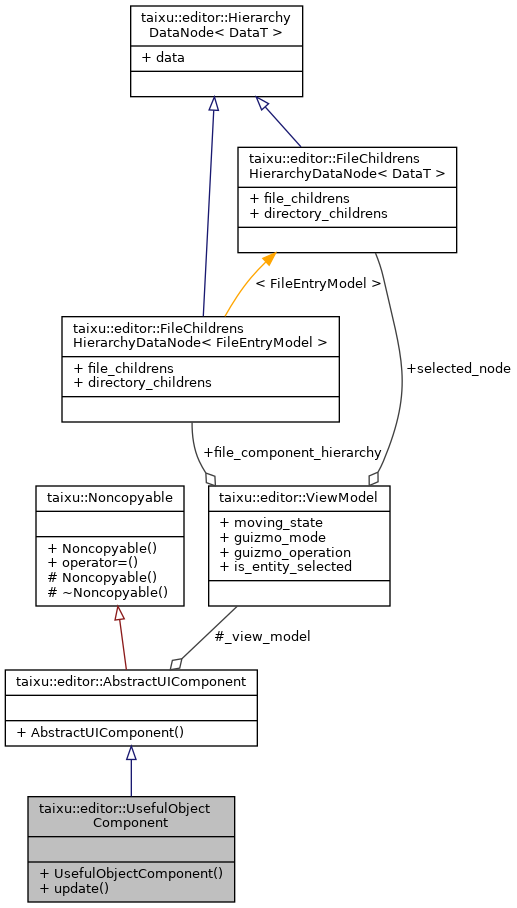 taixu::editor::Hierarchy
DataNode< DataT >
+ data
taixu::editor::FileChildrens
HierarchyDataNode< DataT >
+ file_childrens
+ directory_childrens
< FileEntryModel >
taixu::editor::FileChildrens
HierarchyDataNode< FileEntryModel >
+ file_childrens
+ directory_childrens
+selected_node
+file_component_hierarchy
taixu::Noncopyable
+ Noncopyable()
+ operator=()
# Noncopyable()
# ~Noncopyable()
taixu::editor::ViewModel
+ moving_state
+ guizmo_mode
+ guizmo_operation
+ is_entity_selected
#_view_model
taixu::editor::AbstractUIComponent
+ AbstractUIComponent()
taixu::editor::UsefulObject
Component
+ UsefulObjectComponent()
+ update()